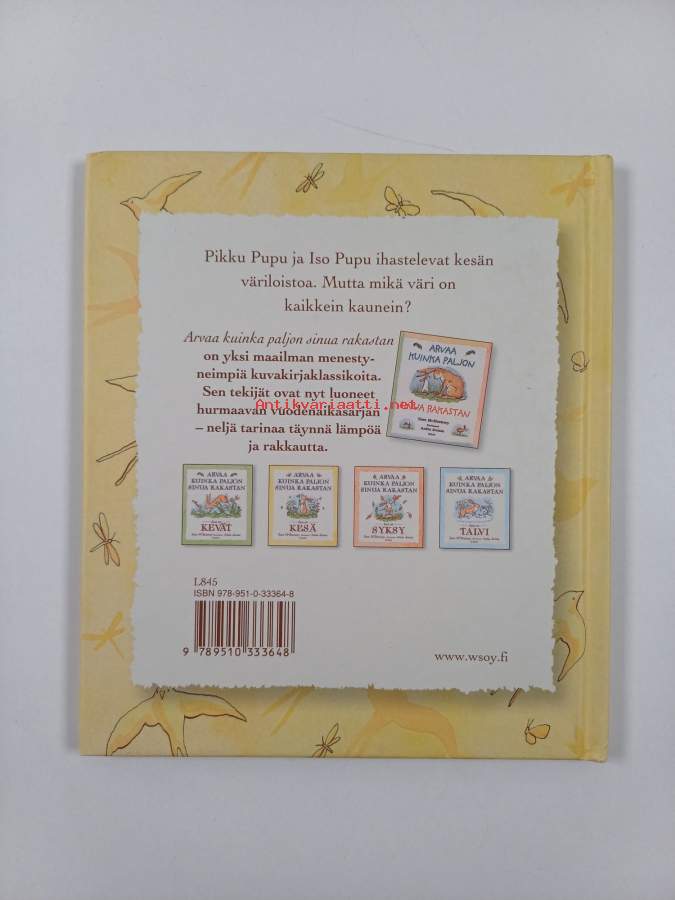 Pikku Pupu ja Iso Pupu ihastelevat kesän
väriloistoa. Mutta mikä väri on
kaikkein kaunein?
Arvaa kuinka paljon sinua rakastan
on yksi maailman menesty-
neimpiä kuvakirjaklassikoita.
Sen tekijät ovat nyt luoneet
hurmaavan vuodenaikasarjan
– neljä tarinaa täynnä lämpöä
ja rakkautta.
ARVAA
KUINKA PALJON
RAKASTAN
Antikvariaatti.net
ARVAA
KUINKA PALJON
SINUA RAKASTAN
KEVÄT
ARVAA
KUINKA PALJON
SINUA RAKASTAN
KESÄ
ARVAA
KUINKA PALJON
SINUA RAKASTAN
SYKSY
ARVAA
KUINKA PALJON
SINUA RAKASTAN
TALVI
L845
ISBN 978-951-0-33364-8
9 789510 333648
www.wsoy.fi